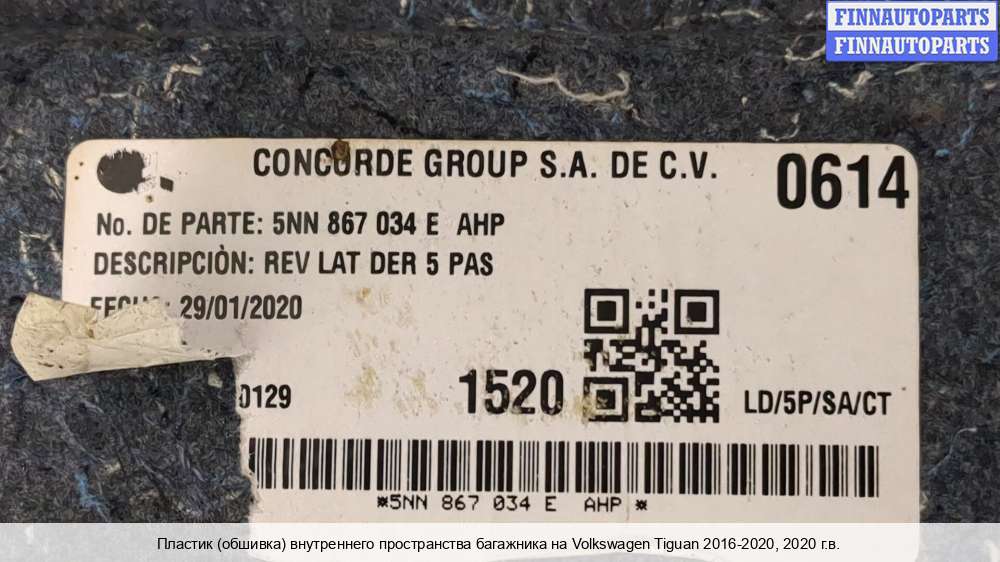 FINNAUTOPARTS
FINNAUTOPARTS
CONCORDE GROUP S.A. DE C.V.
0614
No. DE PARTE: 5NN 867 034 E AHP
DESCRIPCIÒN: REV LAT DER 5 PAS
29/01/2020
0129
1520
LD/5P/SA/CT
*5NN 867 034 E AHP *
Пластик (обшивка) внутреннего пространства багажника на Volkswagen Tiguan 2016-2020, 2020 г.в.